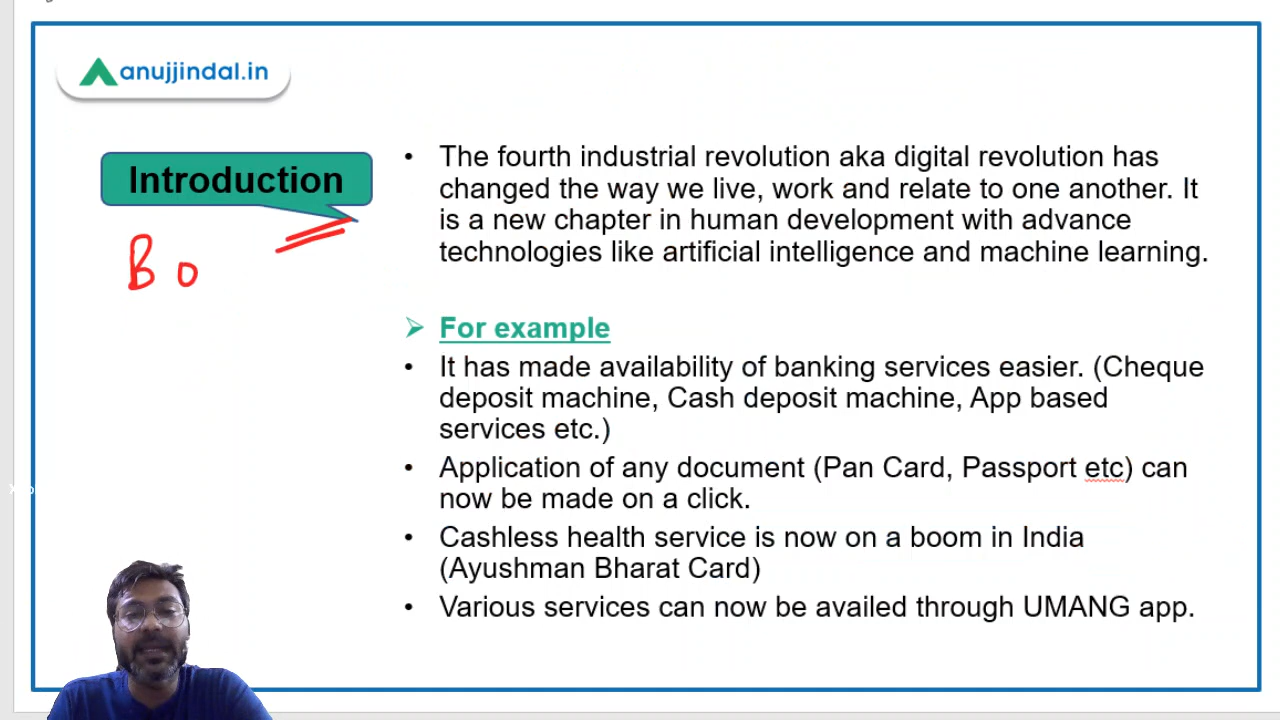 anujjindal.in
Introduction
B o
• The fourth industrial revolution aka digital revolution has
changed the way we live, work and relate to one another. It
is a new chapter in human development with advance
technologies like artificial intelligence and machine learning.
➢ For example
• It has made availability of banking services easier. (Cheque
deposit machine, Cash deposit machine, App based
services etc.)
• Application of any document (Pan Card, Passport etc) can
now be made on a click.
• Cashless health service is now on a boom in India
(Ayushman Bharat Card)
• Various services can now be availed through UMANG app.